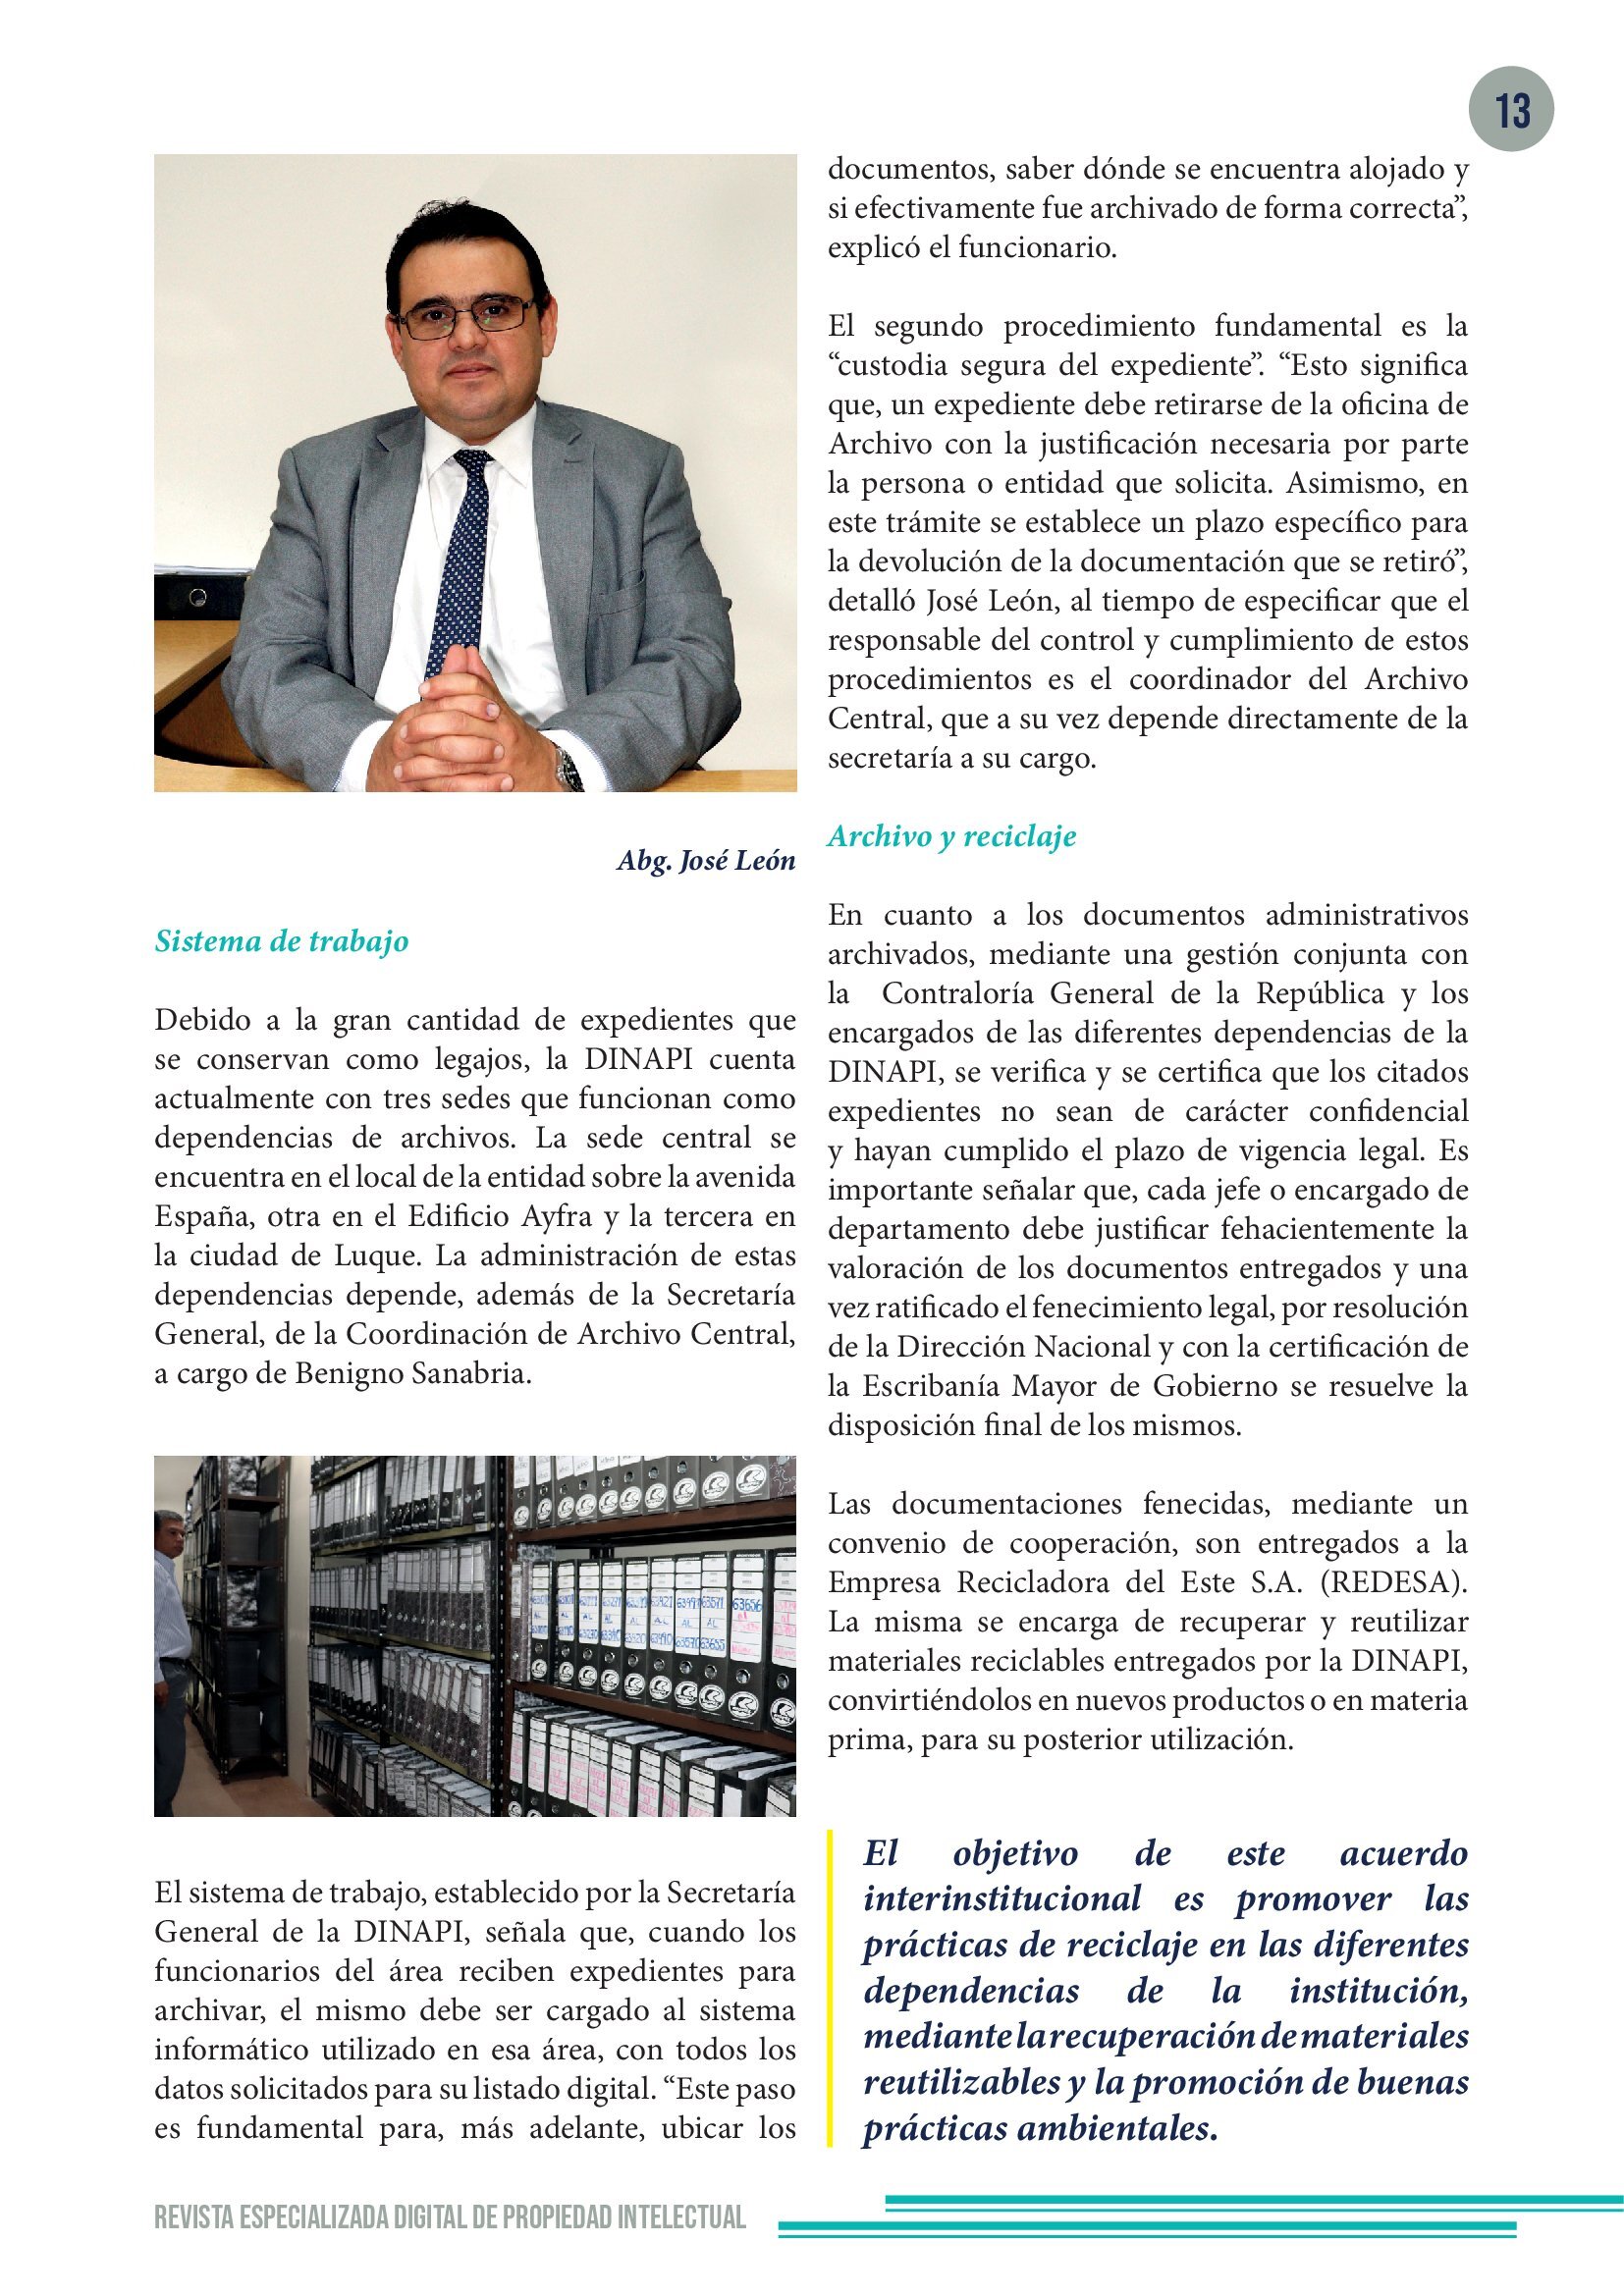 13
Abg. José León
Sistema de trabajo
Debido a la gran cantidad de expedientes que
se conservan como legajos, la DINAPI cuenta
actualmente con tres sedes que funcionan como
dependencias de archivos. La sede central se
encuentra en el local de la entidad sobre la avenida
España, otra en el Edificio Ayfra y la tercera en
la ciudad de Luque. La administración de estas
dependencias depende, además de la Secretaría
General, de la Coordinación de Archivo Central,
a cargo de Benigno Sanabria.
El sistema de trabajo, establecido por la Secretaría
General de la DINAPI, señala que, cuando los
funcionarios del área reciben expedientes para
archivar, el mismo debe ser cargado al sistema
informático utilizado en esa área, con todos los
datos solicitados para su listado digital. “Este paso
es fundamental para, más adelante, ubicar los
documentos, saber dónde se encuentra alojado y
si efectivamente fue archivado de forma correcta”,
explicó el funcionario.
El segundo procedimiento fundamental es la
“custodia segura del expediente”. “Esto significa
que, un expediente debe retirarse de la oficina de
Archivo con la justificación necesaria por parte
la persona o entidad que solicita. Asimismo, en
este trámite se establece un plazo específico para
la devolución de la documentación que se retiró”,
detalló José León, al tiempo de especificar que el
responsable del control y cumplimiento de estos
procedimientos es el coordinador del Archivo
Central, que a su vez depende directamente de la
secretaría a su cargo.
Archivo y reciclaje
En cuanto a los documentos administrativos
archivados, mediante una gestión conjunta con
la Contraloría General de la República y los
encargados de las diferentes dependencias de la
DINAPI, se verifica y se certifica que los citados
expedientes no sean de carácter confidencial
y hayan cumplido el plazo de vigencia legal. Es
importante señalar que, cada jefe o encargado de
departamento debe justificar fehacientemente la
valoración de los documentos entregados y una
vez ratificado el fenecimiento legal, por resolución
de la Dirección Nacional y con la certificación de
la Escribanía Mayor de Gobierno se resuelve la
disposición final de los mismos.
Las documentaciones fenecidas, mediante un
convenio de cooperación, son entregados a la
Empresa Recicladora del Este S.A. (REDESA).
La misma se encarga de recuperar y reutilizar
materiales reciclables entregados por la DINAPI,
convirtiéndolos en nuevos productos o en materia
prima, para su posterior utilización.
El objetivo de este acuerdo
interinstitucional es promover las
prácticas de reciclaje en las diferentes
dependencias de la institución,
mediante la recuperación de materiales
reutilizables y la promoción de buenas
prácticas ambientales.
REVISTA ESPECIALIZADA DIGITAL DE PROPIEDAD INTELECTUAL